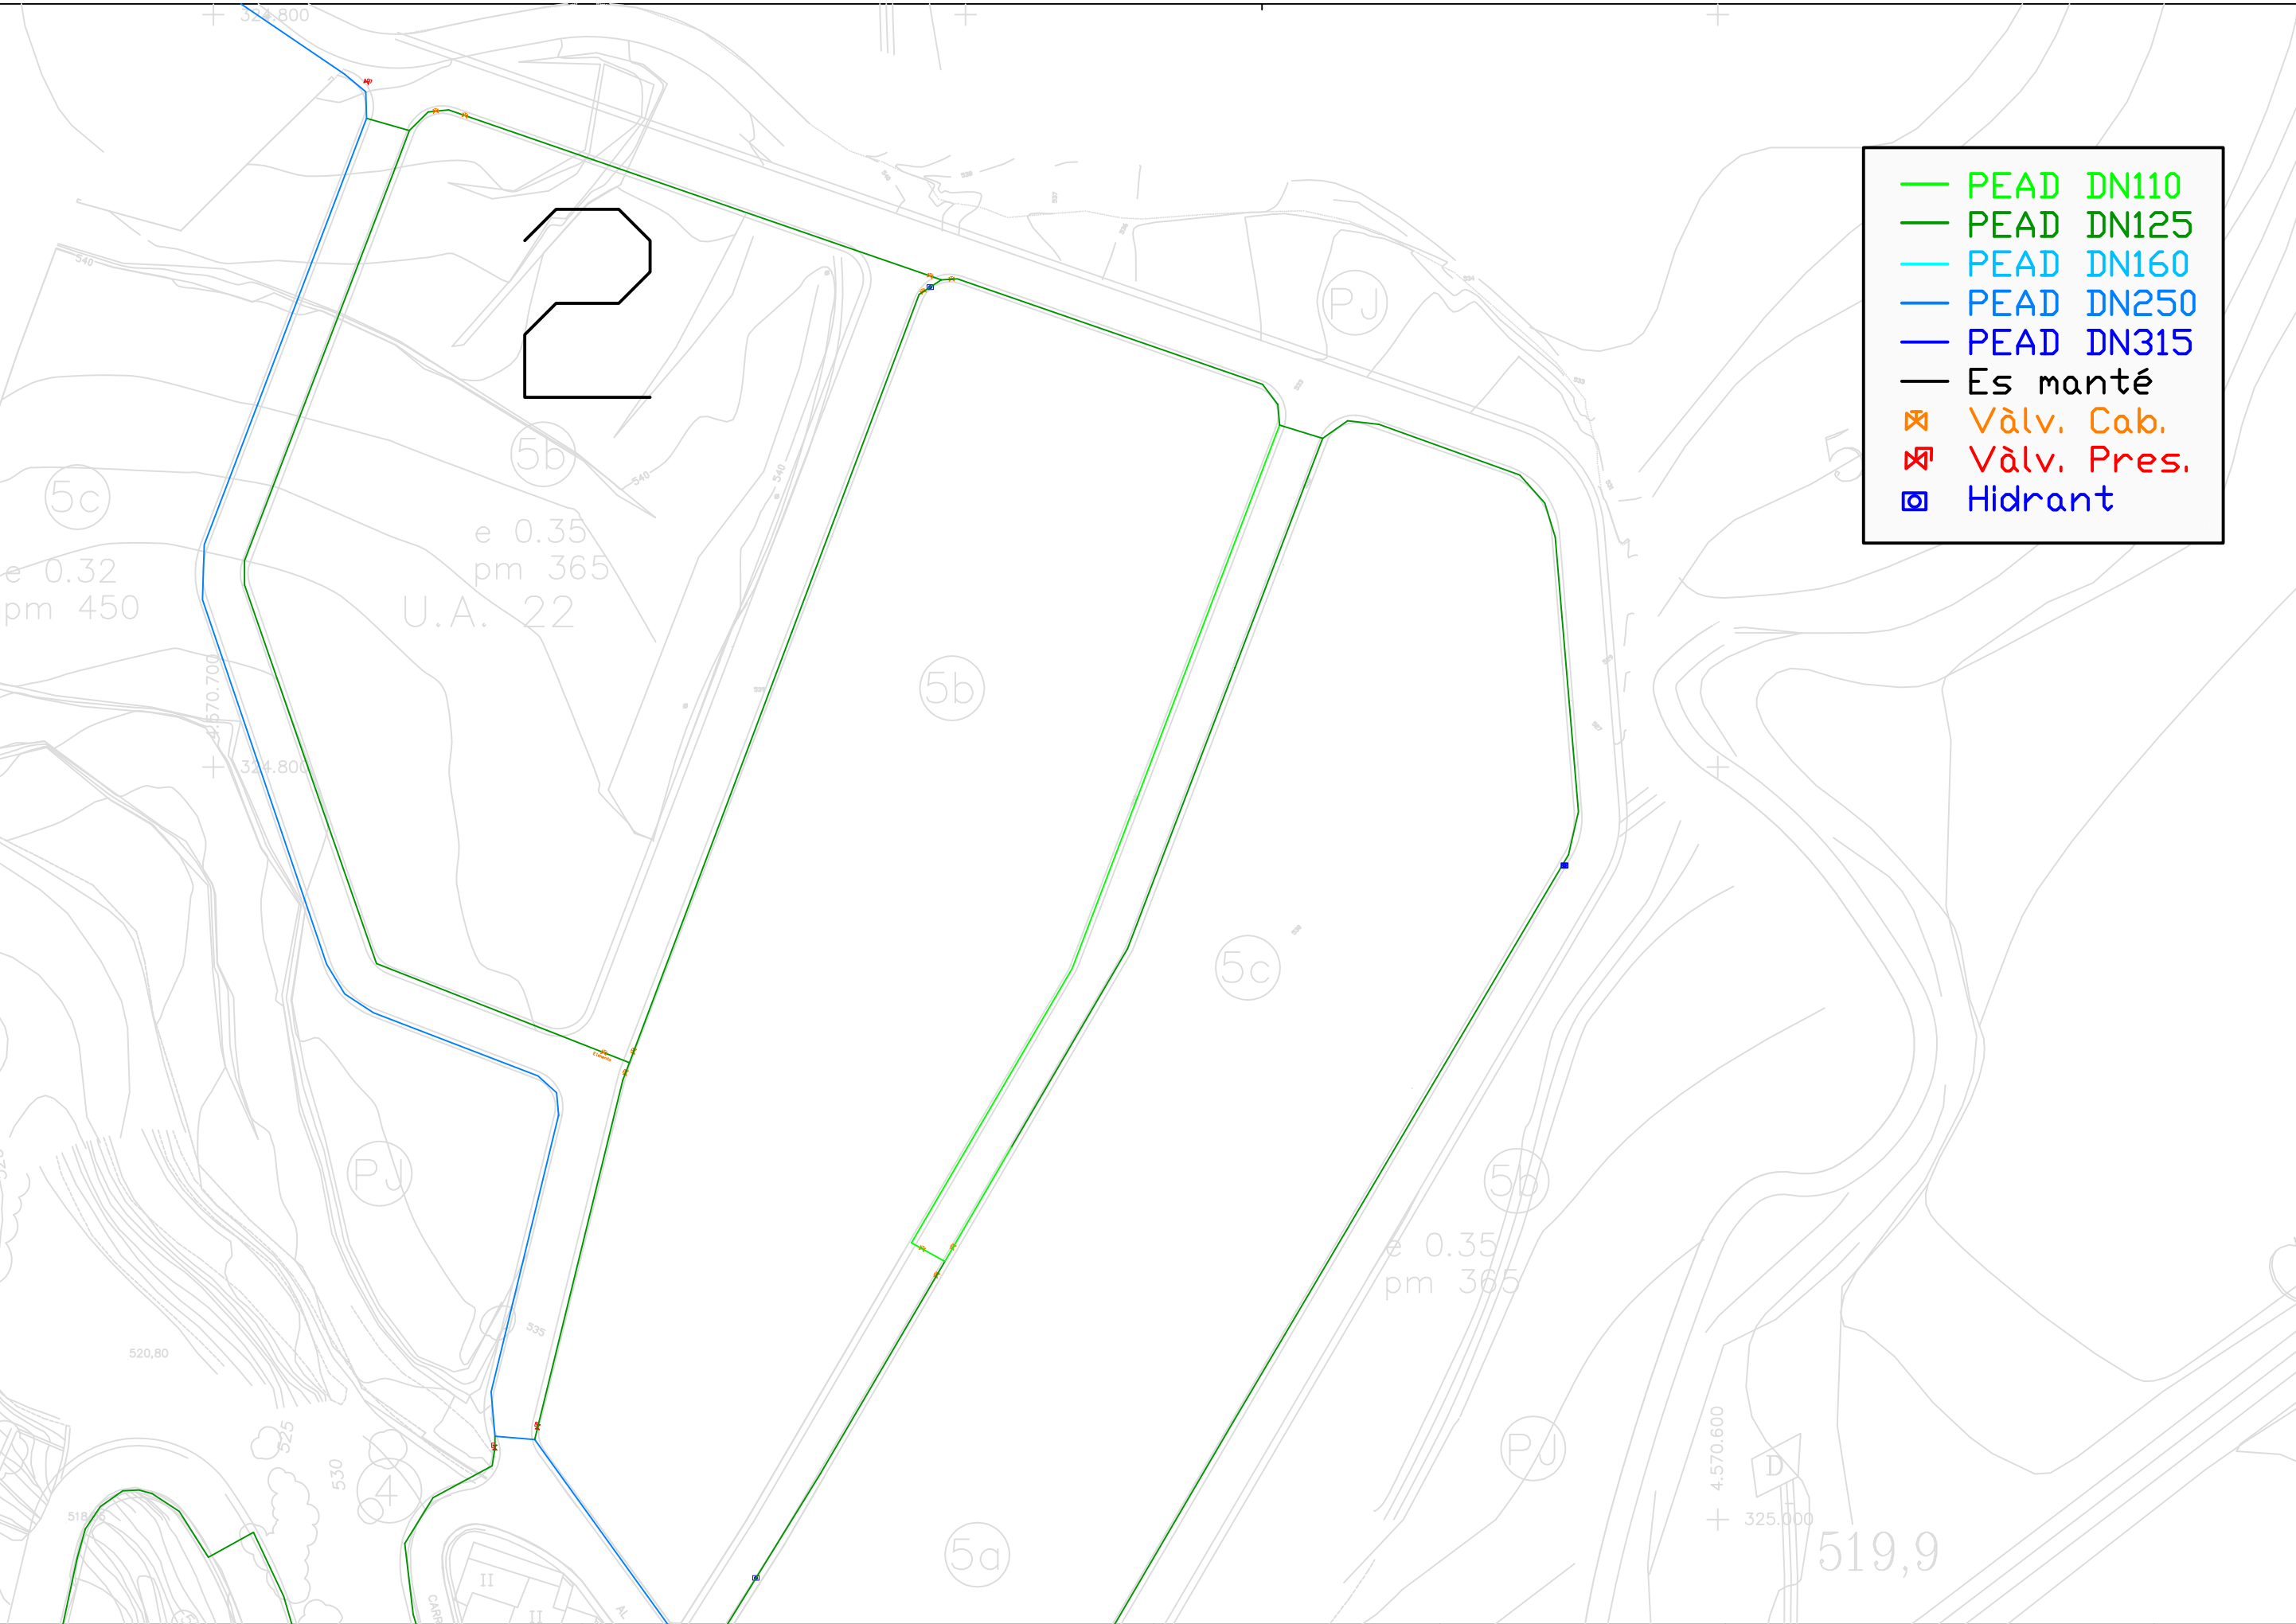 324.800
PEAD DN110
PEAD DN125
PEAD DN160
PEAD DN250
PEAD DN315
Es manté
Vàlv. Cab.
Vàlv. Pres.
Hidrant
2
540
PJ
5b
5c
540
540
e 0.35
pm 365
U.A. 22
e 0.32
pm 450
5b
4.570.700
324.800
5c
PJ
5b
e 0.35
pm 365
535
520,80
525
530
4
PJ
4.570.600
D
325.000
519,9
5a
II
II